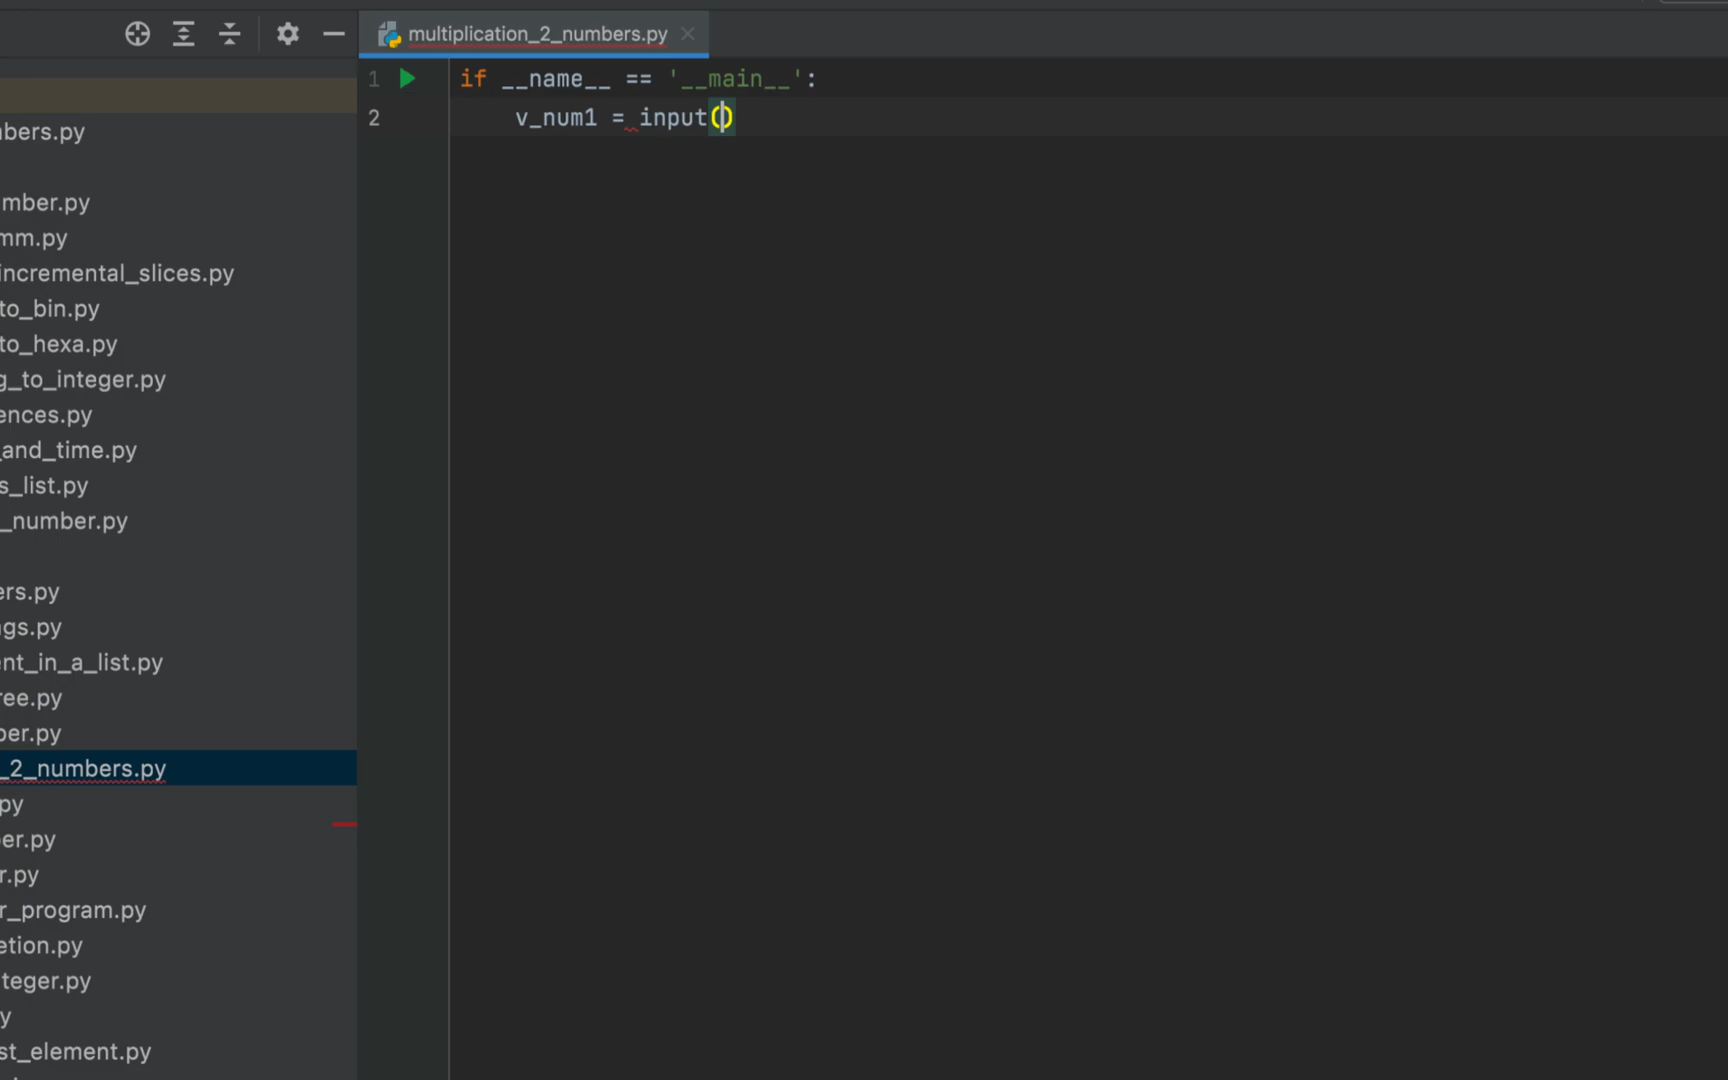 multiplication_2_numbers.py
1 if __name__ == '__main__':
2 v_num1 = input()
bers.py
mber.py
mm.py
incremental_slices.py
to_bin.py
to_hexa.py
g_to_integer.py
ences.py
_and_time.py
s_list.py
_number.py
ers.py
gs.py
ent_in_a_list.py
ree.py
ber.py
_2_numbers.py
py
er.py
r.py
r_program.py
etion.py
teger.py
y
st_element.py